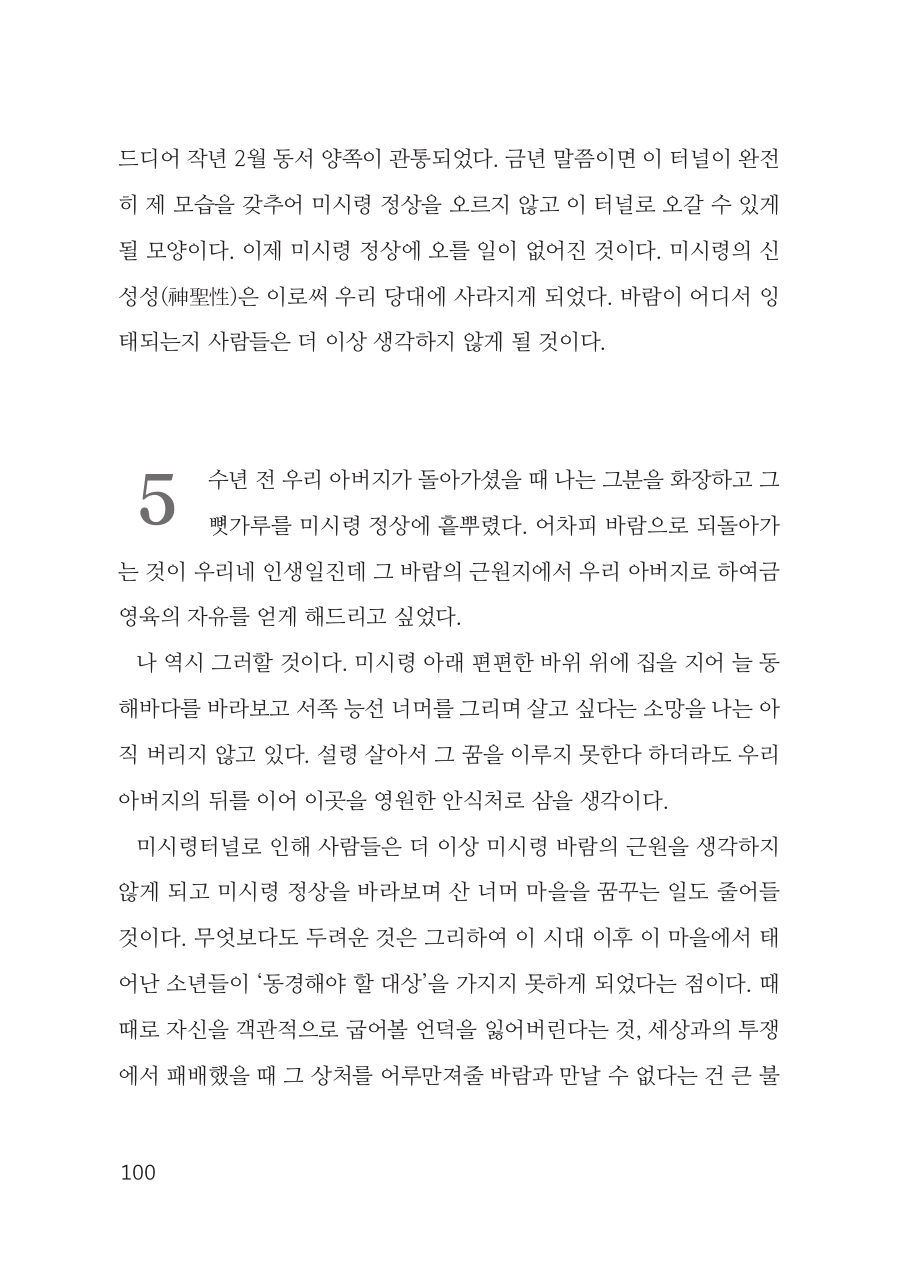 드디어 작년 2월 동서 양쪽이 관통되었다. 금년 말쯤이면 이 터널이 완전
히 제 모습을 갖추어 미시령 정상을 오르지 않고 이 터널로 오갈 수 있게
될 모양이다. 이제 미시령 정상에 오를 일이 없어진 것이다. 미시령의 신
성성(神聖性)은 이로써 우리 당대에 사라지게 되었다. 바람이 어디서 잉
태되는지 사람들은 더 이상 생각하지 않게 될 것이다.
5
수년 전 우리 아버지가 돌아가셨을 때 나는 그분을 화장하고 그
뼛가루를 미시령 정상에 흩뿌렸다. 어차피 바람으로 되돌아가
는 것이 우리네 인생일진데 그 바람의 근원지에서 우리 아버지로 하여금
영육의 자유를 얻게 해드리고 싶었다.
나 역시 그러할 것이다. 미시령 아래 편편한 바위 위에 집을 지어 늘 동
해바다를 바라보고 서쪽 능선 너머를 그리며 살고 싶다는 소망을 나는 아
직 버리지 않고 있다. 설령 살아서 그 꿈을 이루지 못한다 하더라도 우리
아버지의 뒤를 이어 이곳을 영원한 안식처로 삼을 생각이다.
미시령터널로 인해 사람들은 더 이상 미시령 바람의 근원을 생각하지
않게 되고 미시령 정상을 바라보며 산 너머 마을을 꿈꾸는 일도 줄어들
것이다. 무엇보다도 두려운 것은 그리하여 이 시대 이후 이 마을에서 태
어난 소년들이 ‘동경해야 할 대상’을 가지지 못하게 되었다는 점이다. 때
때로 자신을 객관적으로 굽어볼 언덕을 잃어버린다는 것, 세상과의 투쟁
에서 패배했을 때 그 상처를 어루만져줄 바람과 만날 수 없다는 건 큰 불
100